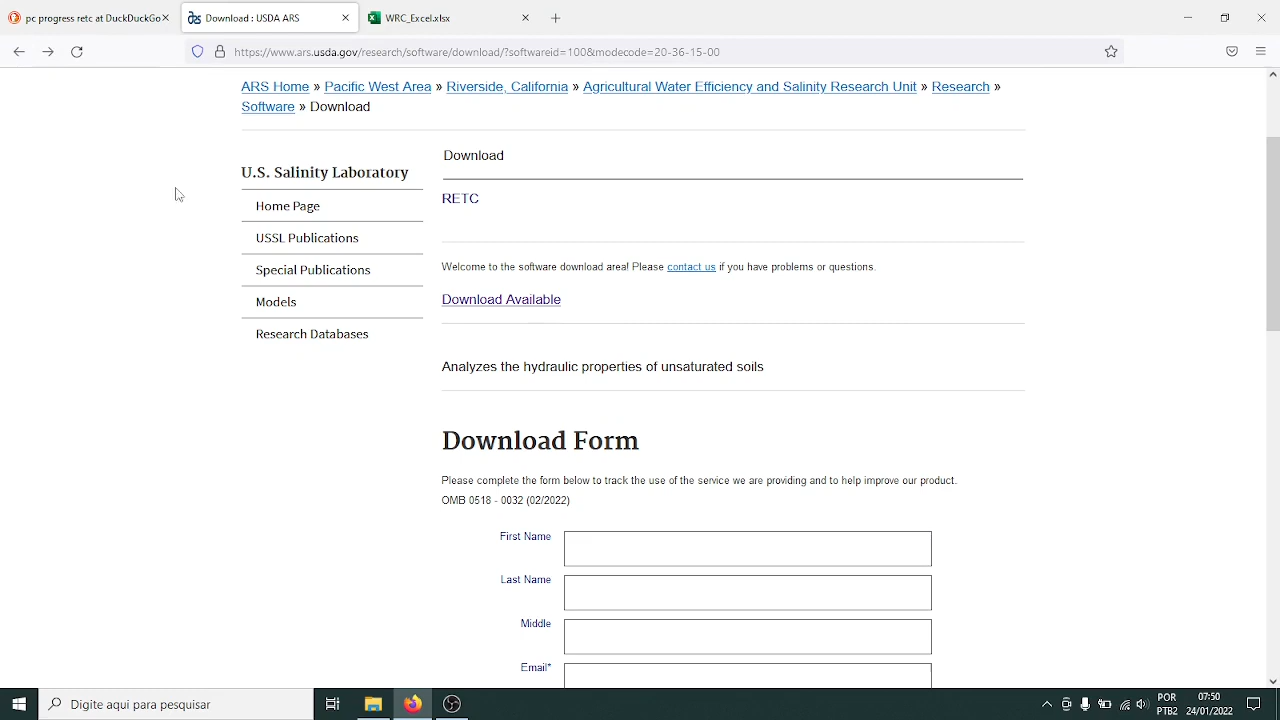 pc progress retc at DuckDuckGo
Download : USDA ARS
WRC_Excel.xlsx
https://www.ars.usda.gov/research/software/download/?softwareid=100&modecode=20-36-15-00
ARS Home » Pacific West Area » Riverside, California » Agricultural Water Efficiency and Salinity Research Unit » Research »
Software » Download
U.S. Salinity Laboratory
Home Page
USSL Publications
Special Publications
Models
Research Databases
Download
RETC
Welcome to the software download area! Please contact us if you have problems or questions.
Download Available
Analyzes the hydraulic properties of unsaturated soils
Download Form
Please complete the form below to track the use of the service we are providing and to help improve our product.
OMB 0518 - 0032 (02/2022)
First Name
Last Name
Middle
Email*
Digite aqui para pesquisar
POR
PTB2
07:50
24/01/2022